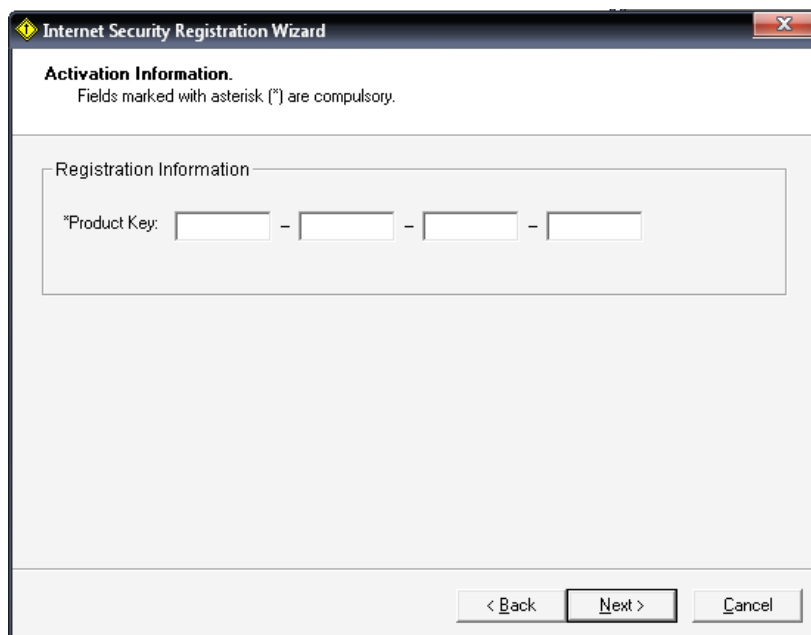 Internet Security Registration Wizard
X
Activation Information.
Fields marked with asterisk (*) are compulsory.
Registration Information
*Product Key: – – –
< Back Next > Cancel